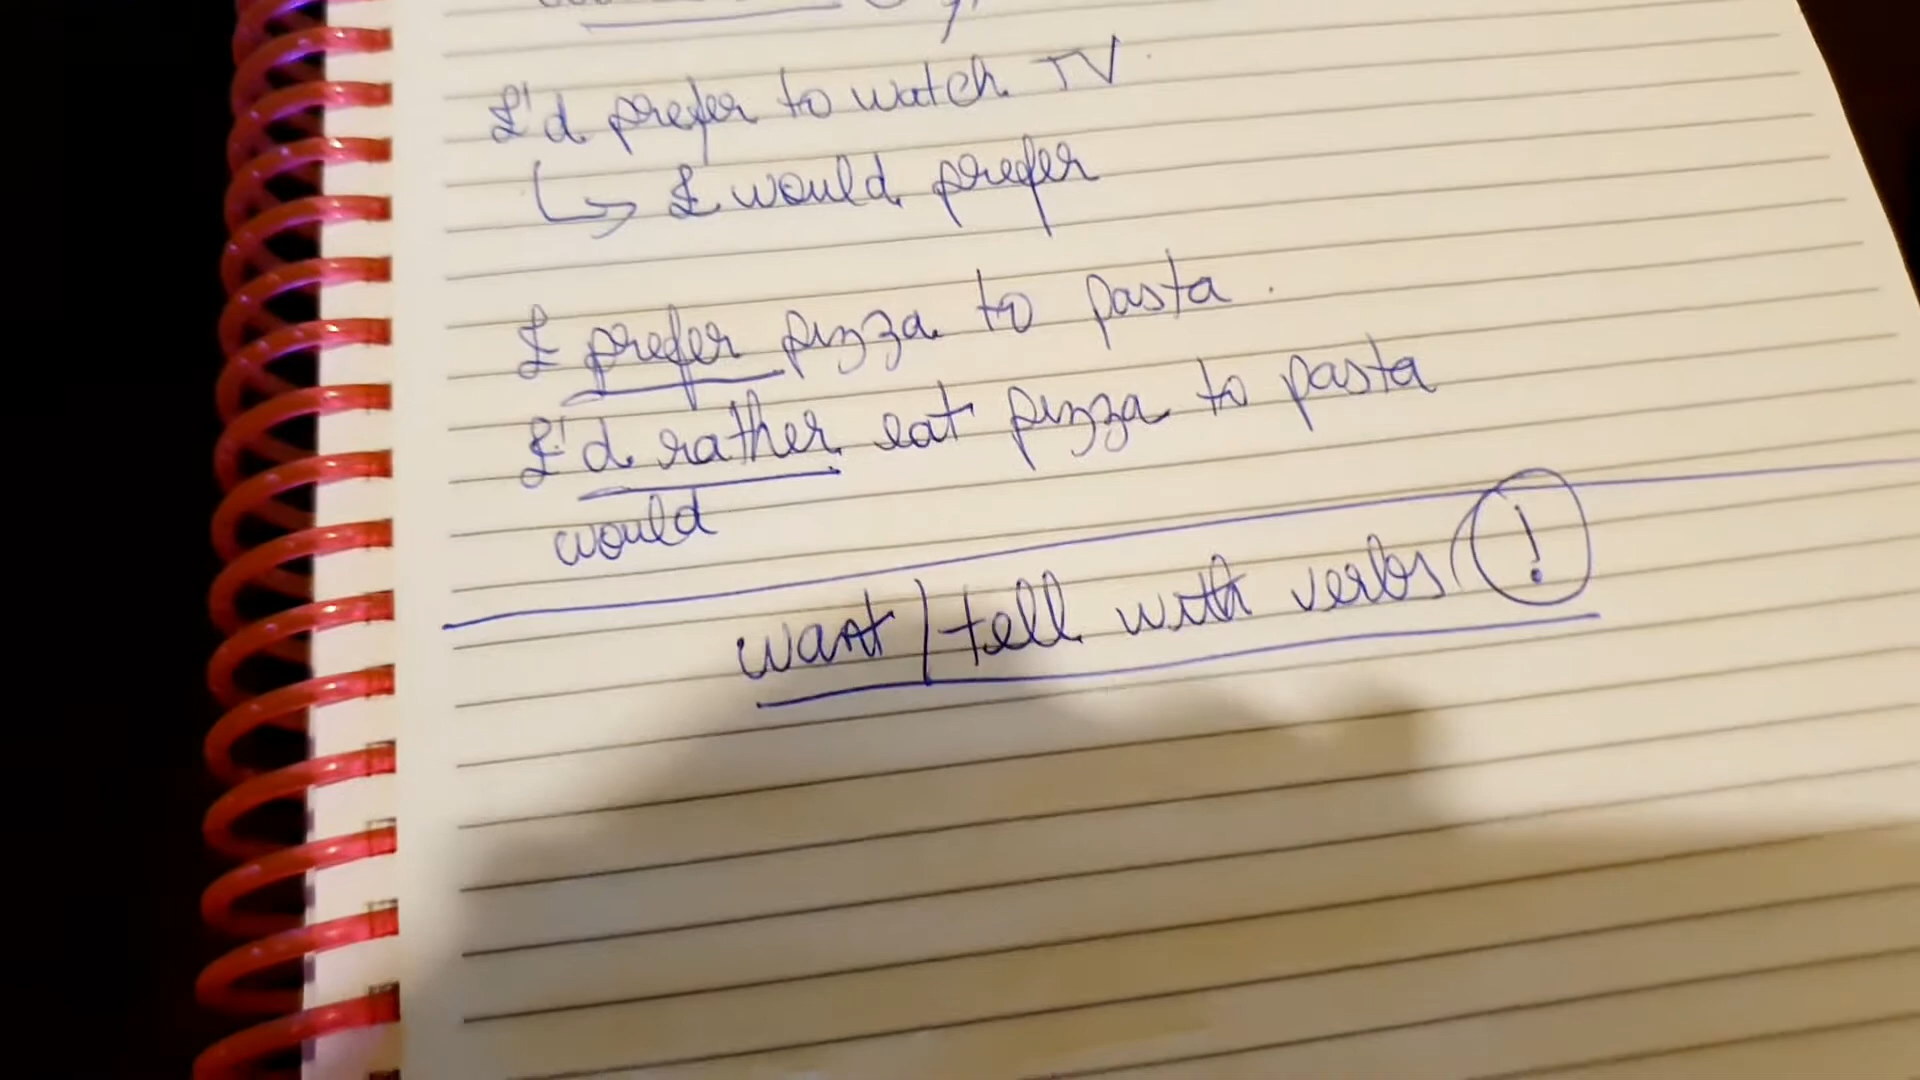 I'd prefer to watch TV.
↳ I would prefer
I prefer pizza to pasta.
I'd rather eat pizza to pasta
would
want/tell with verbs !